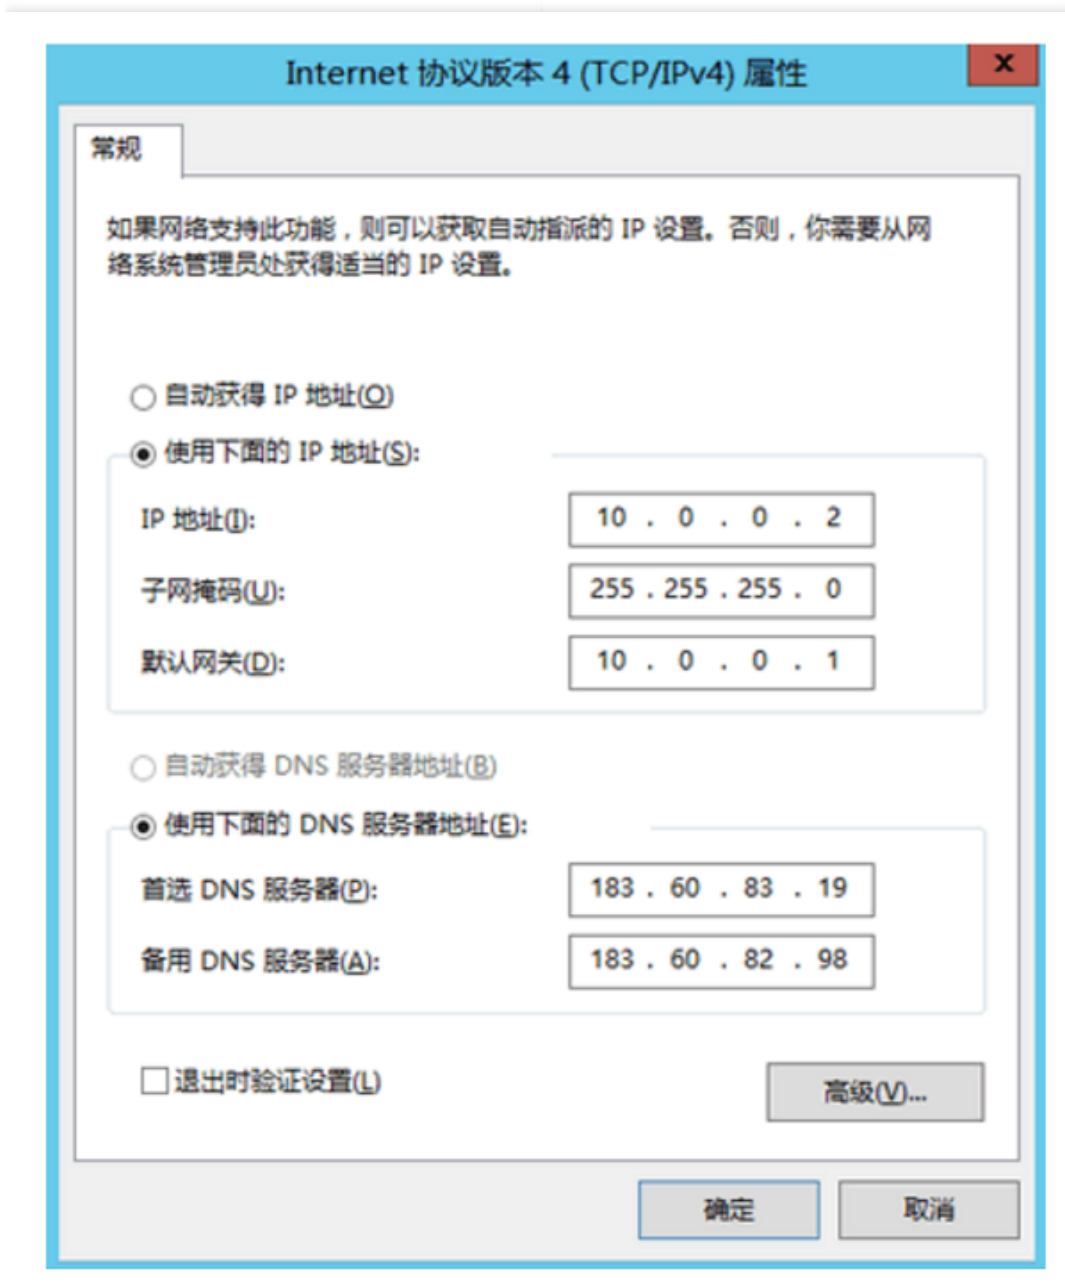 Internet 协议版本 4 (TCP/IPv4) 属性
x
常规
如果网络支持此功能，则可以获取自动指派的 IP 设置。否则，你需要从网
络系统管理员处获得适当的 IP 设置。
自动获得 IP 地址(O)
使用下面的 IP 地址(S):
IP 地址(I): 10 . 0 . 0 . 2
子网掩码(U): 255 . 255 . 255 . 0
默认网关(D): 10 . 0 . 0 . 1
自动获得 DNS 服务器地址(B)
使用下面的 DNS 服务器地址(E):
首选 DNS 服务器(P): 183 . 60 . 83 . 19
备用 DNS 服务器(A): 183 . 60 . 82 . 98
退出时验证设置(L)
高级(V)...
确定 取消